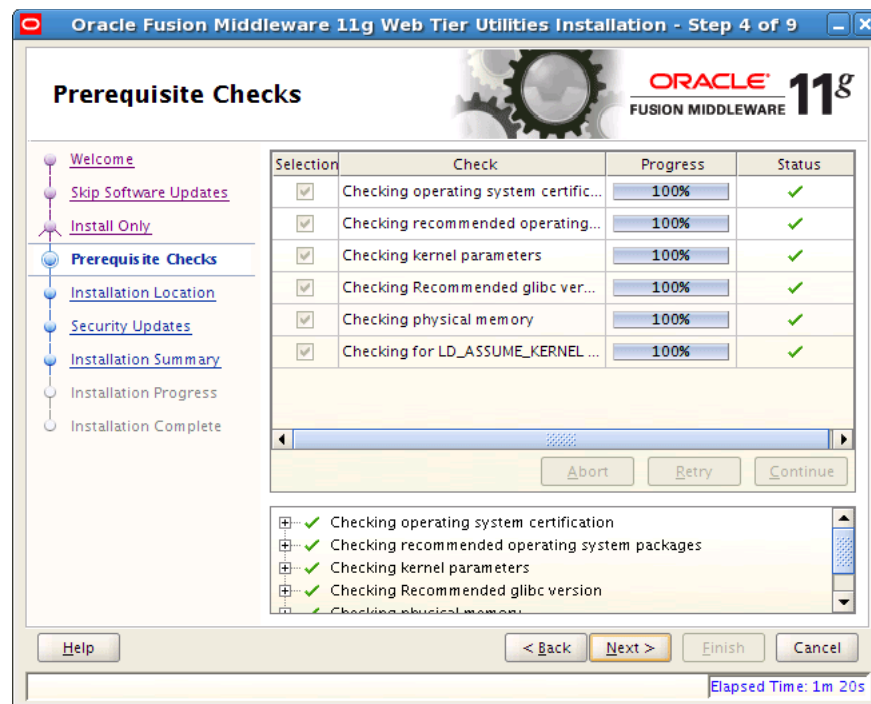 Oracle Fusion Middleware 11g Web Tier Utilities Installation - Step 4 of 9
Prerequisite Checks
ORACLE
FUSION MIDDLEWARE
11g
Welcome
Skip Software Updates
Install Only
Prerequisite Checks
Installation Location
Security Updates
Installation Summary
Installation Progress
Installation Complete
Selection Check Progress Status
Checking operating system certific... 100%
Checking recommended operating... 100%
Checking kernel parameters 100%
Checking Recommended glibc ver... 100%
Checking physical memory 100%
Checking for LD_ASSUME_KERNEL ... 100%
Abort Retry Continue
Checking operating system certification
Checking recommended operating system packages
Checking kernel parameters
Checking Recommended glibc version
Checking physical memory
Help < Back Next > Finish Cancel
Elapsed Time: 1m 20s